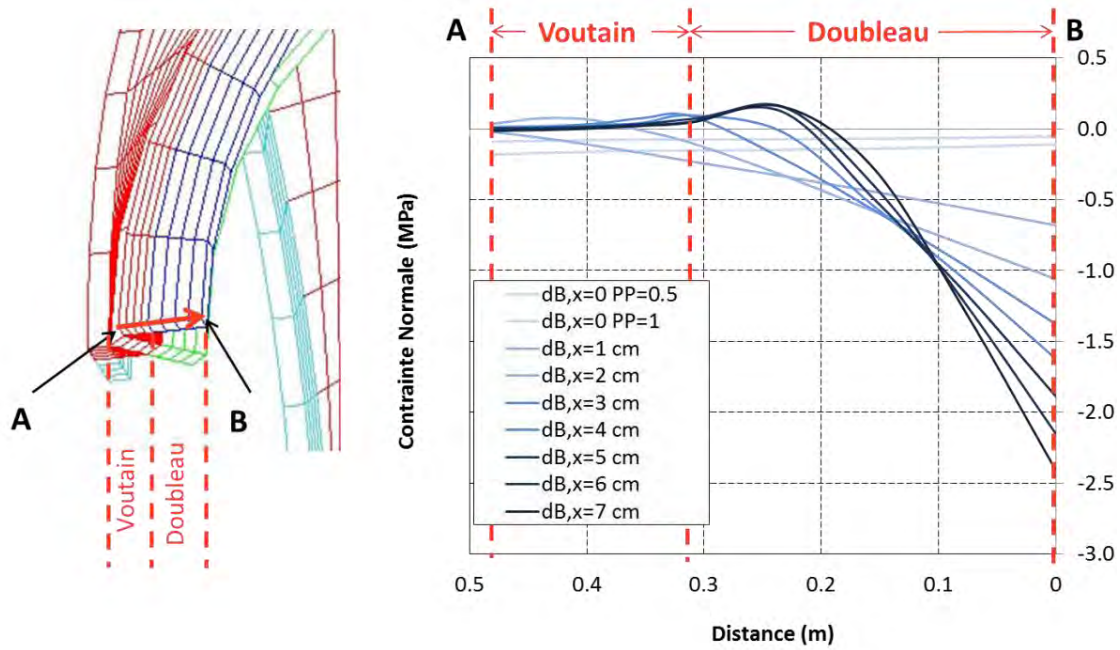 A
B
Voutain
Doubleau
A
Voutain
Doubleau
B
0.5
0.0
-0.5
-1.0
-1.5
-2.0
-2.5
-3.0
Contrainte Normale (MPa)
dB,x=0 PP=0.5
dB,x=0 PP=1
dB,x=1 cm
dB,x=2 cm
dB,x=3 cm
dB,x=4 cm
dB,x=5 cm
dB,x=6 cm
dB,x=7 cm
0.5
0.4
0.3
0.2
0.1
0
Distance (m)